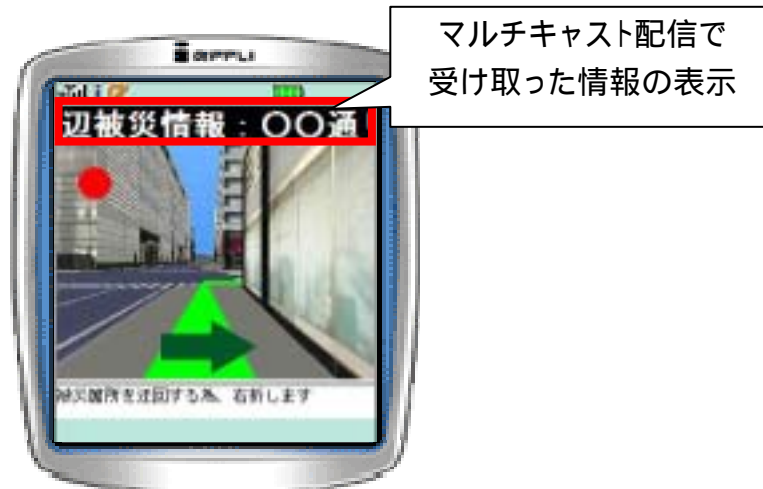 マルチキャスト配信で
受け取った情報の表示
辺被災情報：〇〇通
被災箇所を迂回する為、右折します